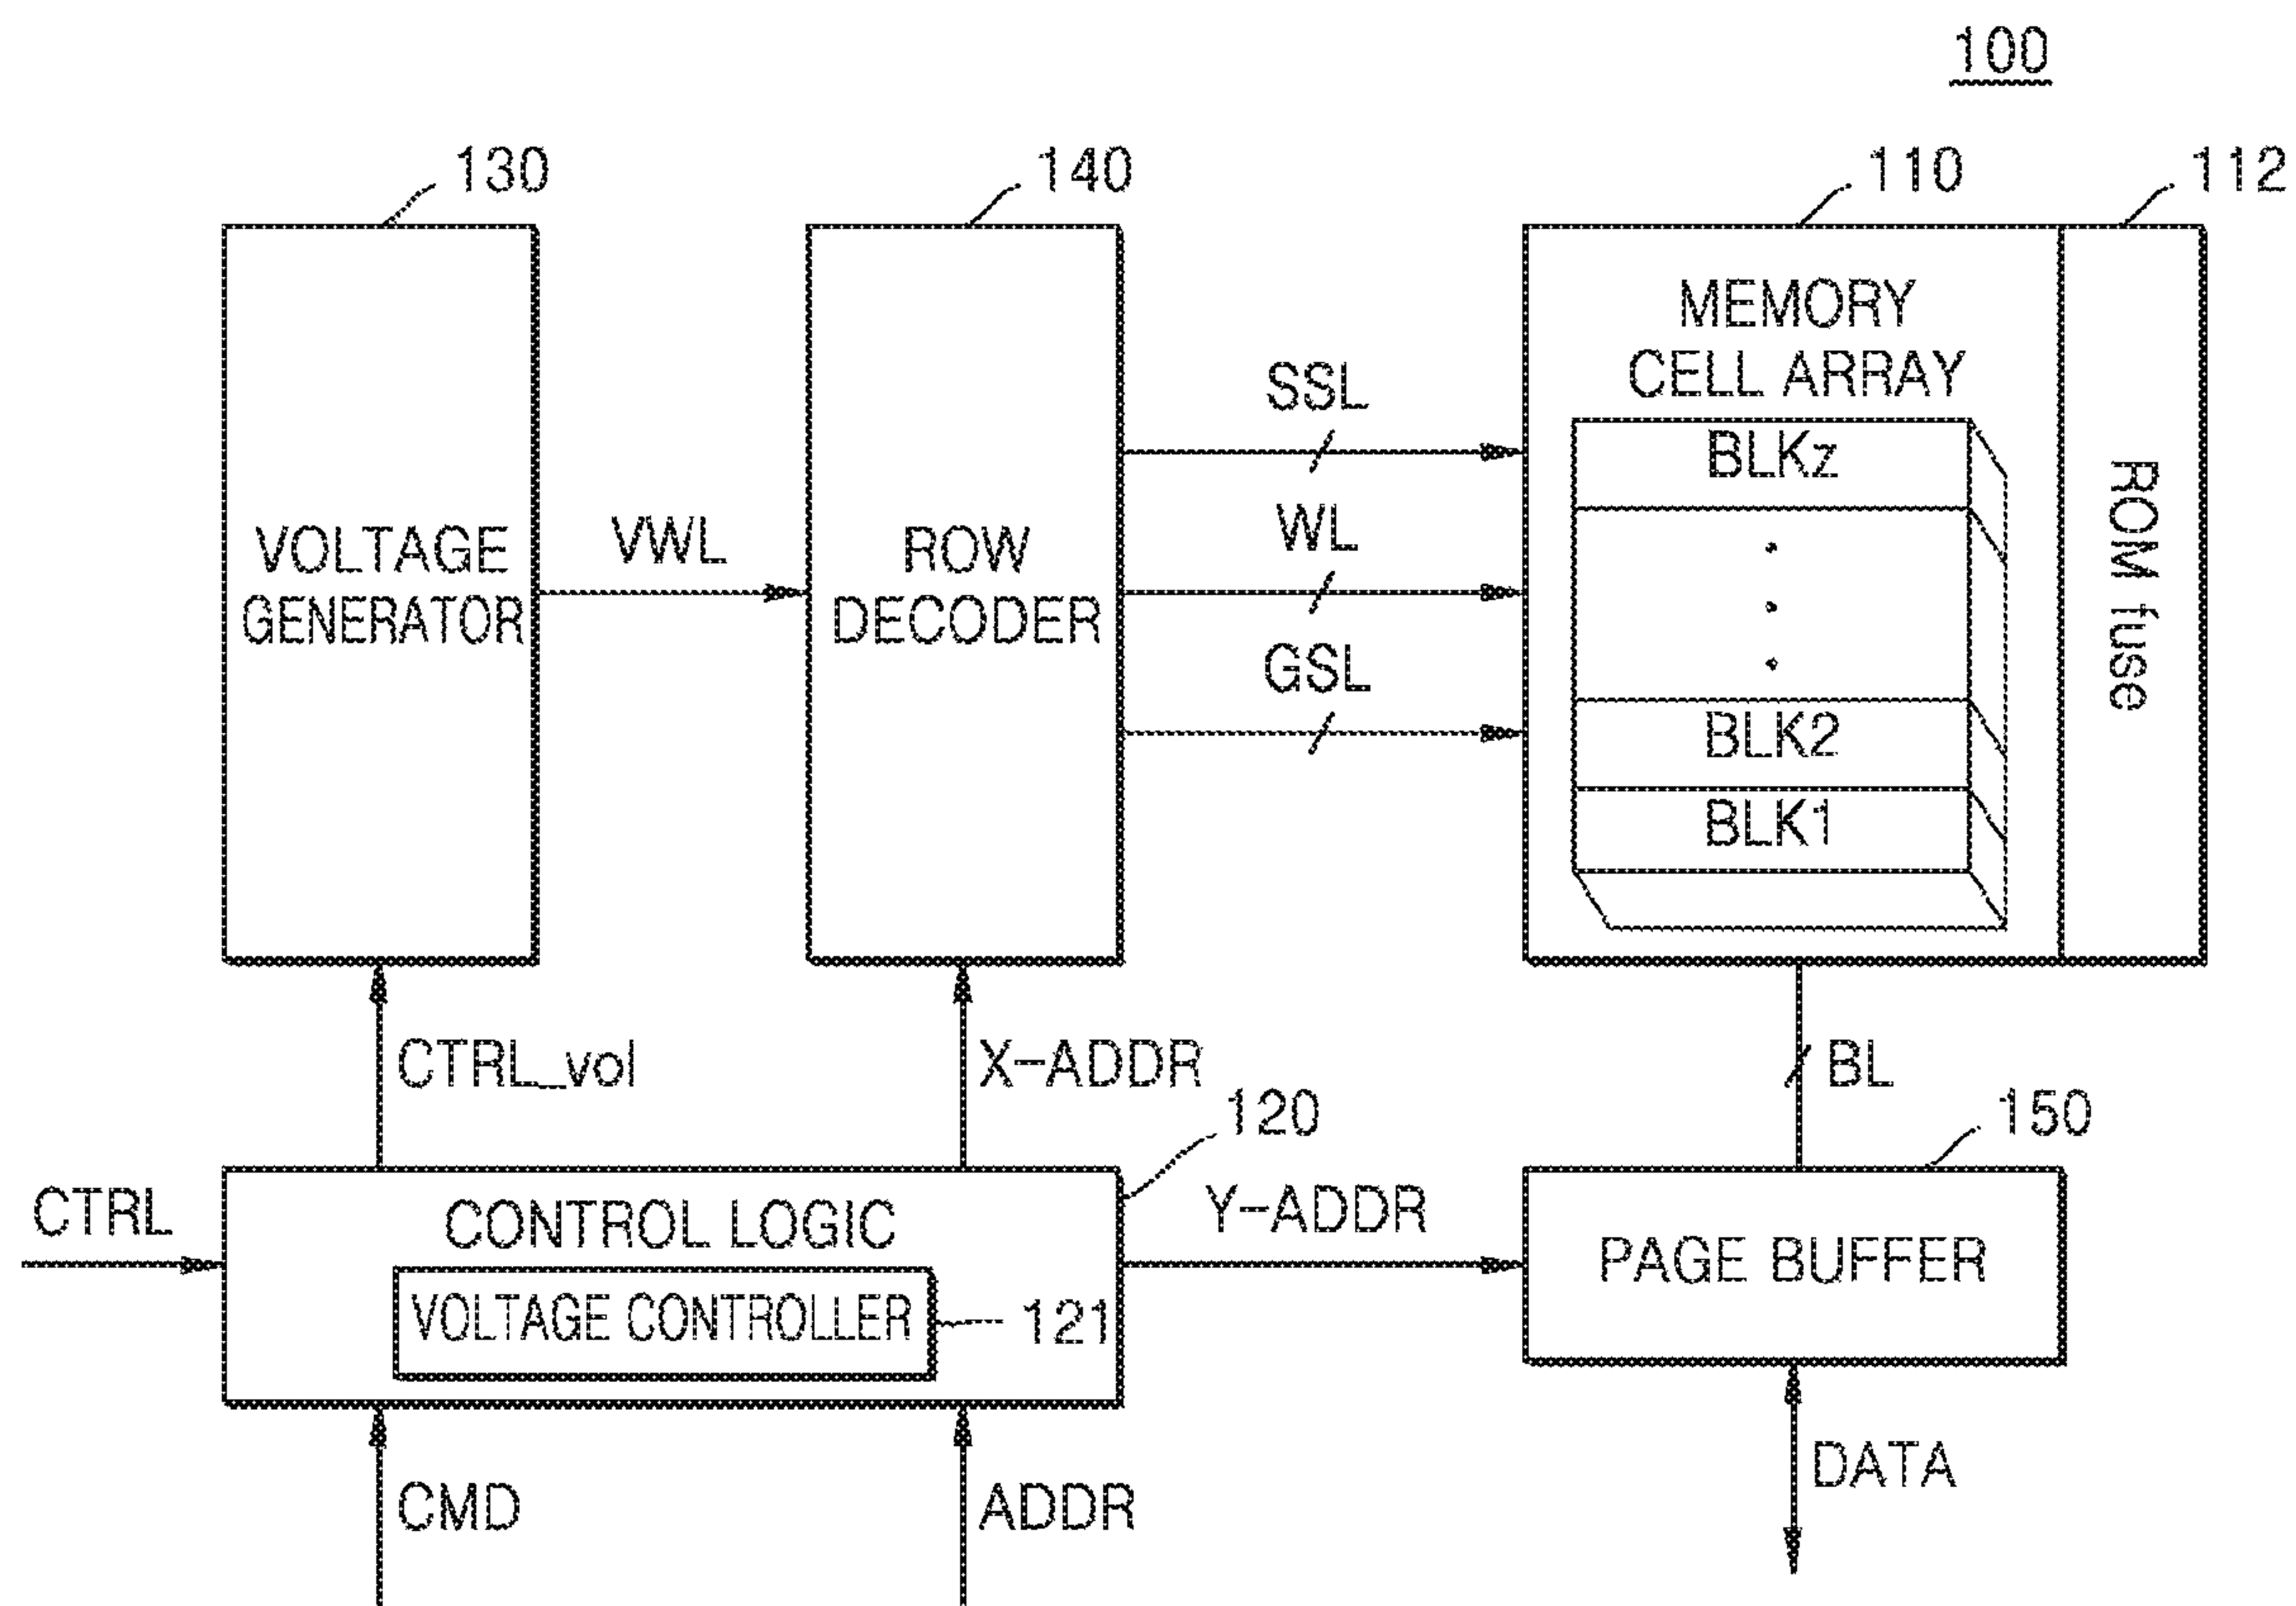 100
130
140
110
112
VOLTAGE
GENERATOR
VWL
ROW
DECODER
SSL
WL
GSL
MEMORY
CELL ARRAY
BLKz
BLK2
BLK1
ROM fuse
CTRL_vol
X-ADDR
BL
120
150
CTRL
CONTROL LOGIC
VOLTAGE CONTROLLER
121
Y-ADDR
PAGE BUFFER
CMD
ADDR
DATA